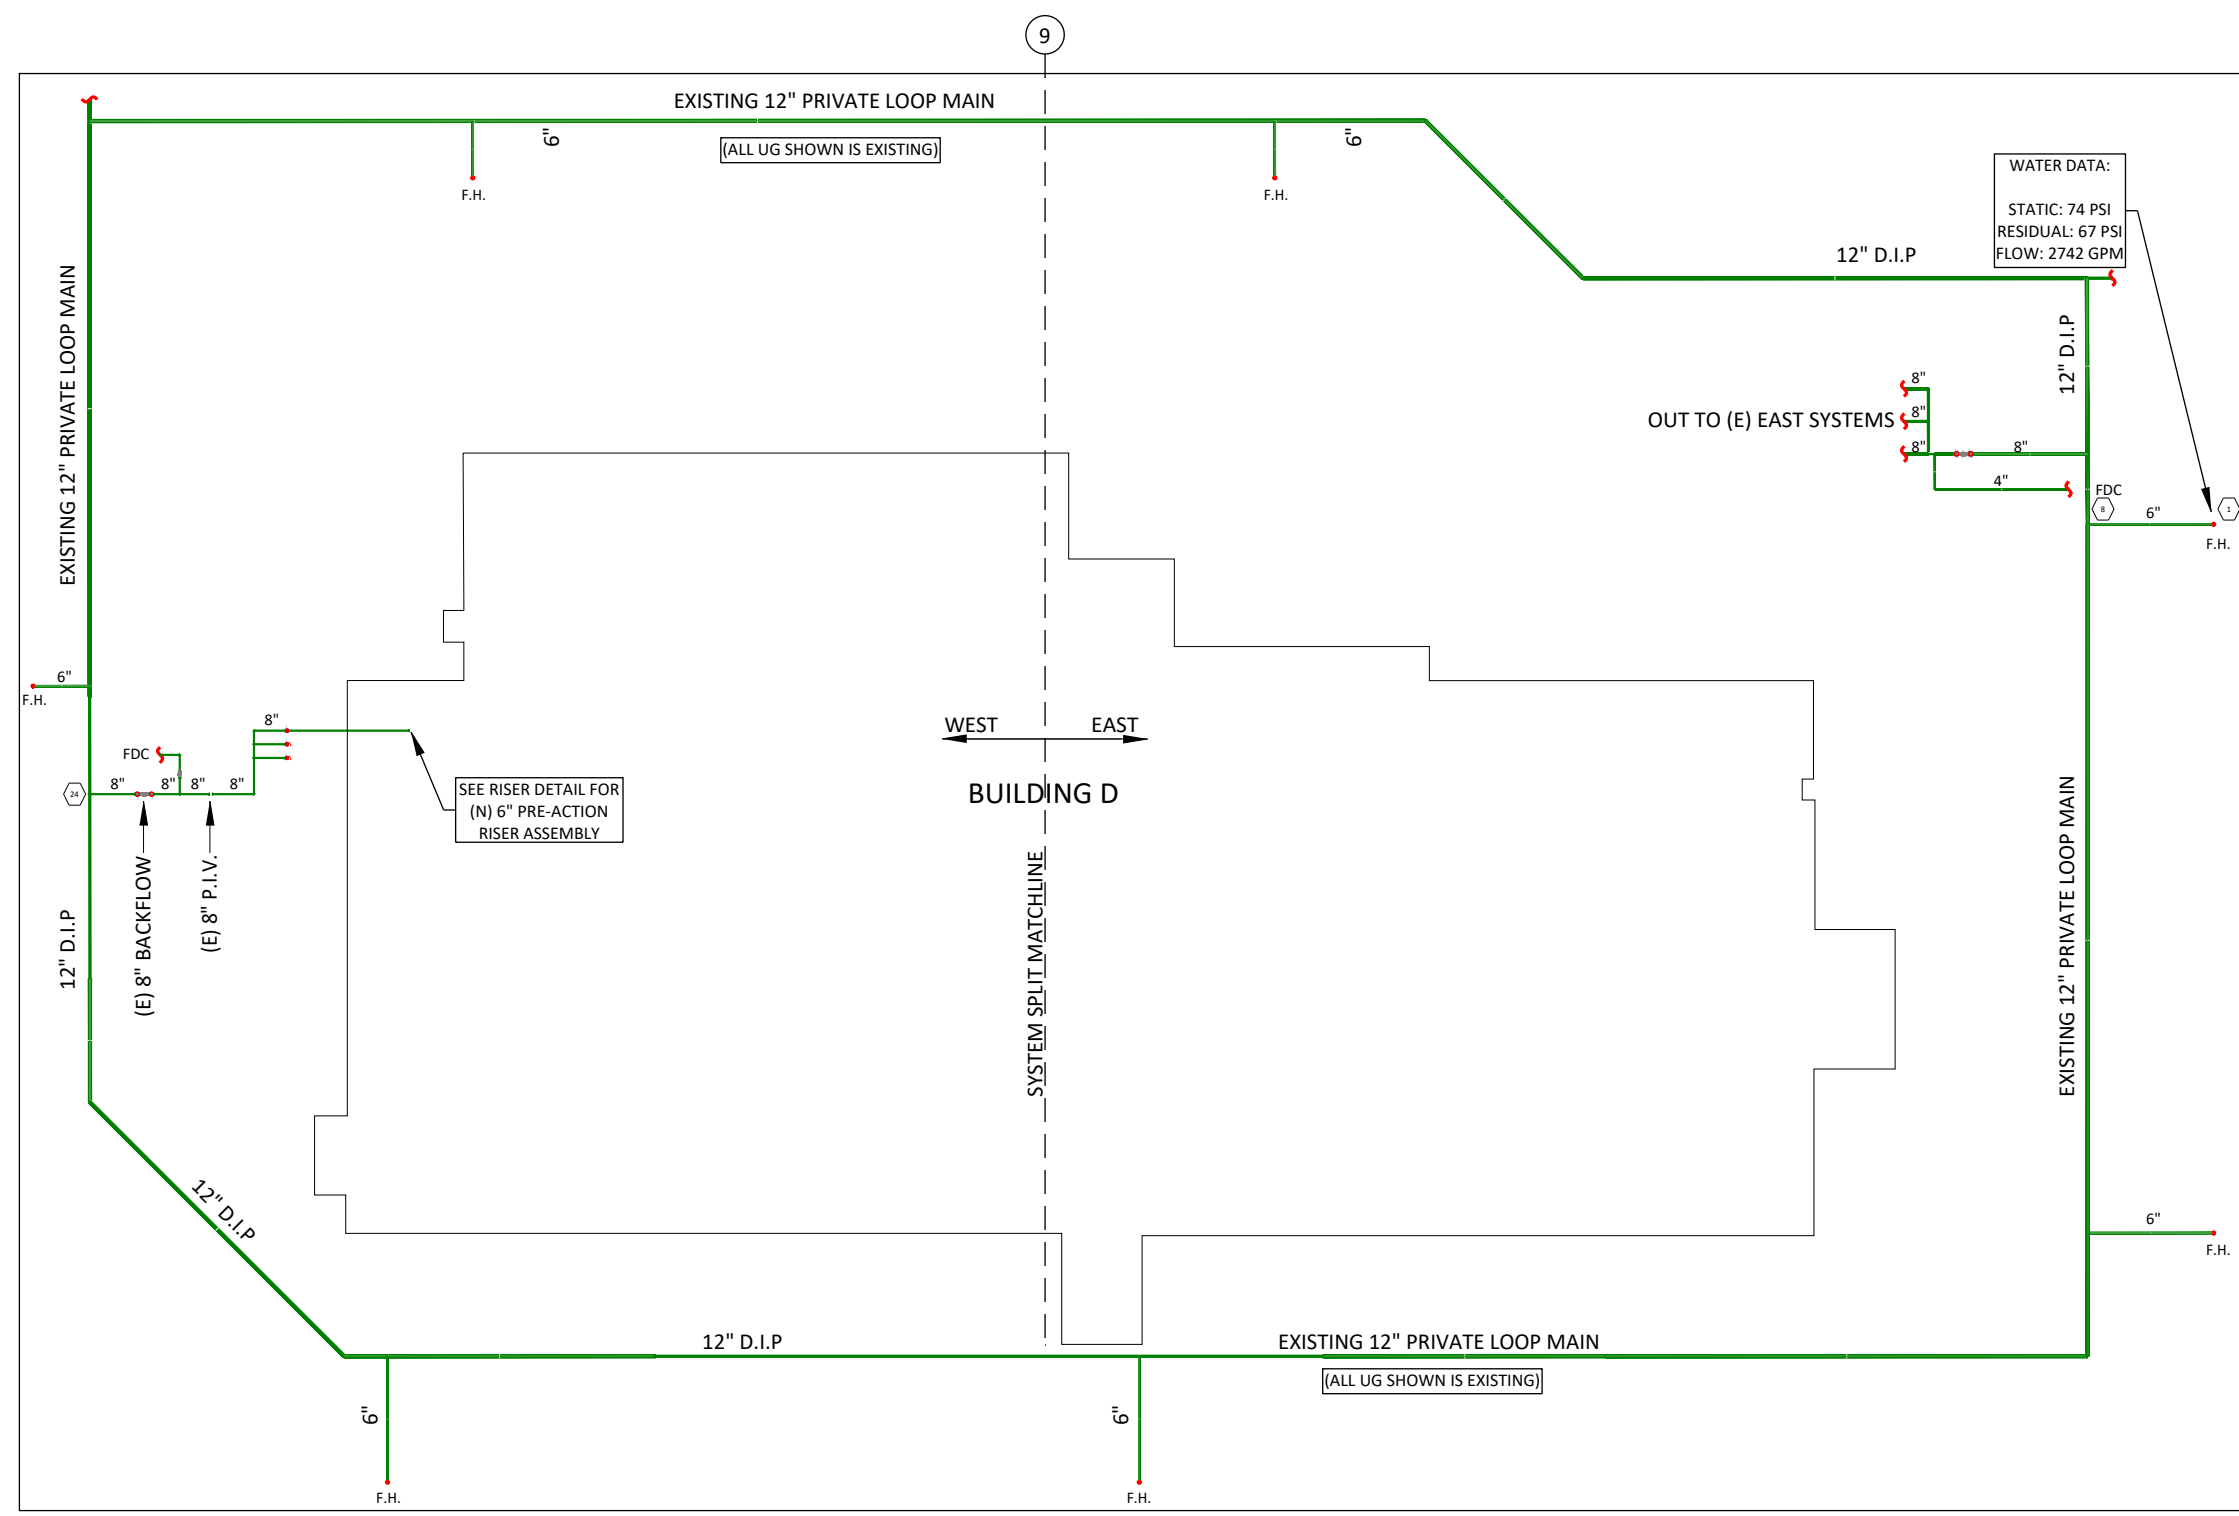 9
EXISTING 12" PRIVATE LOOP MAIN
6"
(ALL UG SHOWN IS EXISTING)
6"
F.H.
F.H.
WATER DATA:
STATIC: 74 PSI
RESIDUAL: 67 PSI
FLOW: 2742 GPM
12" D.I.P
EXISTING 12" PRIVATE LOOP MAIN
12" D.I.P
8"
OUT TO (E) EAST SYSTEMS
8"
8"
8"
4"
FDC
8
1
6"
F.H.
6"
F.H.
WEST
EAST
8"
FDC
8"
8"
8"
8"
24
SEE RISER DETAIL FOR
(N) 6" PRE-ACTION
RISER ASSEMBLY
BUILDING D
(E) 8" BACKFLOW
(E) 8" P.I.V.
SYSTEM SPLIT MATCHLINE
EXISTING 12" PRIVATE LOOP MAIN
12" D.I.P
12" D.I.P
6"
F.H.
12" D.I.P
EXISTING 12" PRIVATE LOOP MAIN
(ALL UG SHOWN IS EXISTING)
6"
6"
F.H.
F.H.